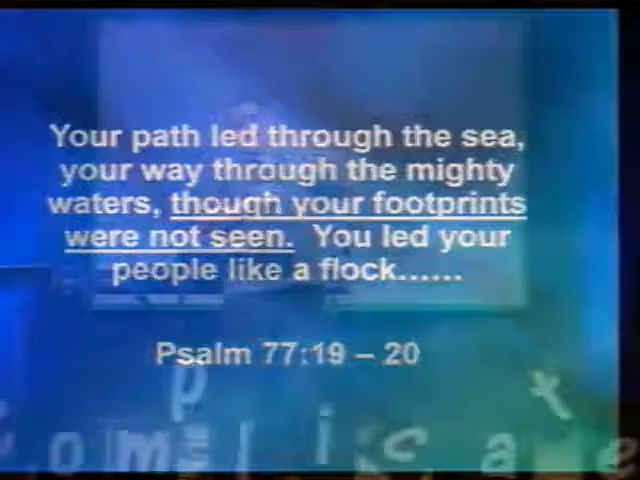 Your path led through the sea,
your way through the mighty
waters, though your footprints
were not seen. You led your
people like a flock......
Psalm 77:19 – 20